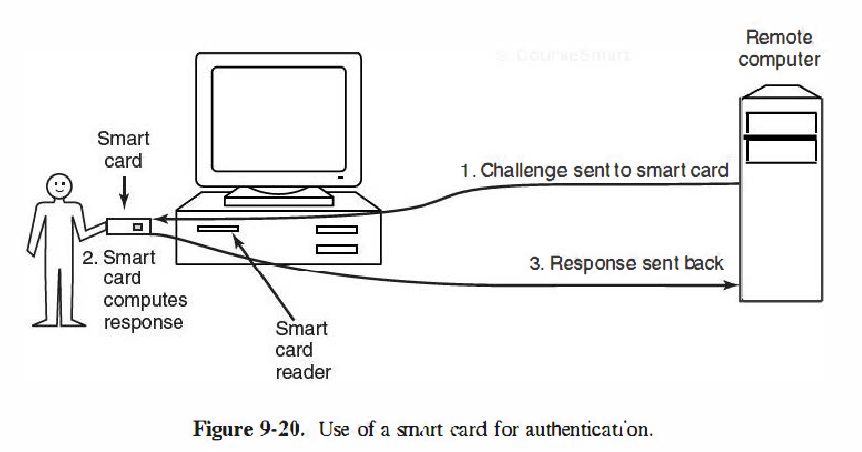 CourseSmart
Remote
computer
Smart
card
1. Challenge sent to smart card
2. Smart
card
computes
response
3. Response sent back
Smart
card
reader
Figure 9-20. Use of a smart card for authentication.